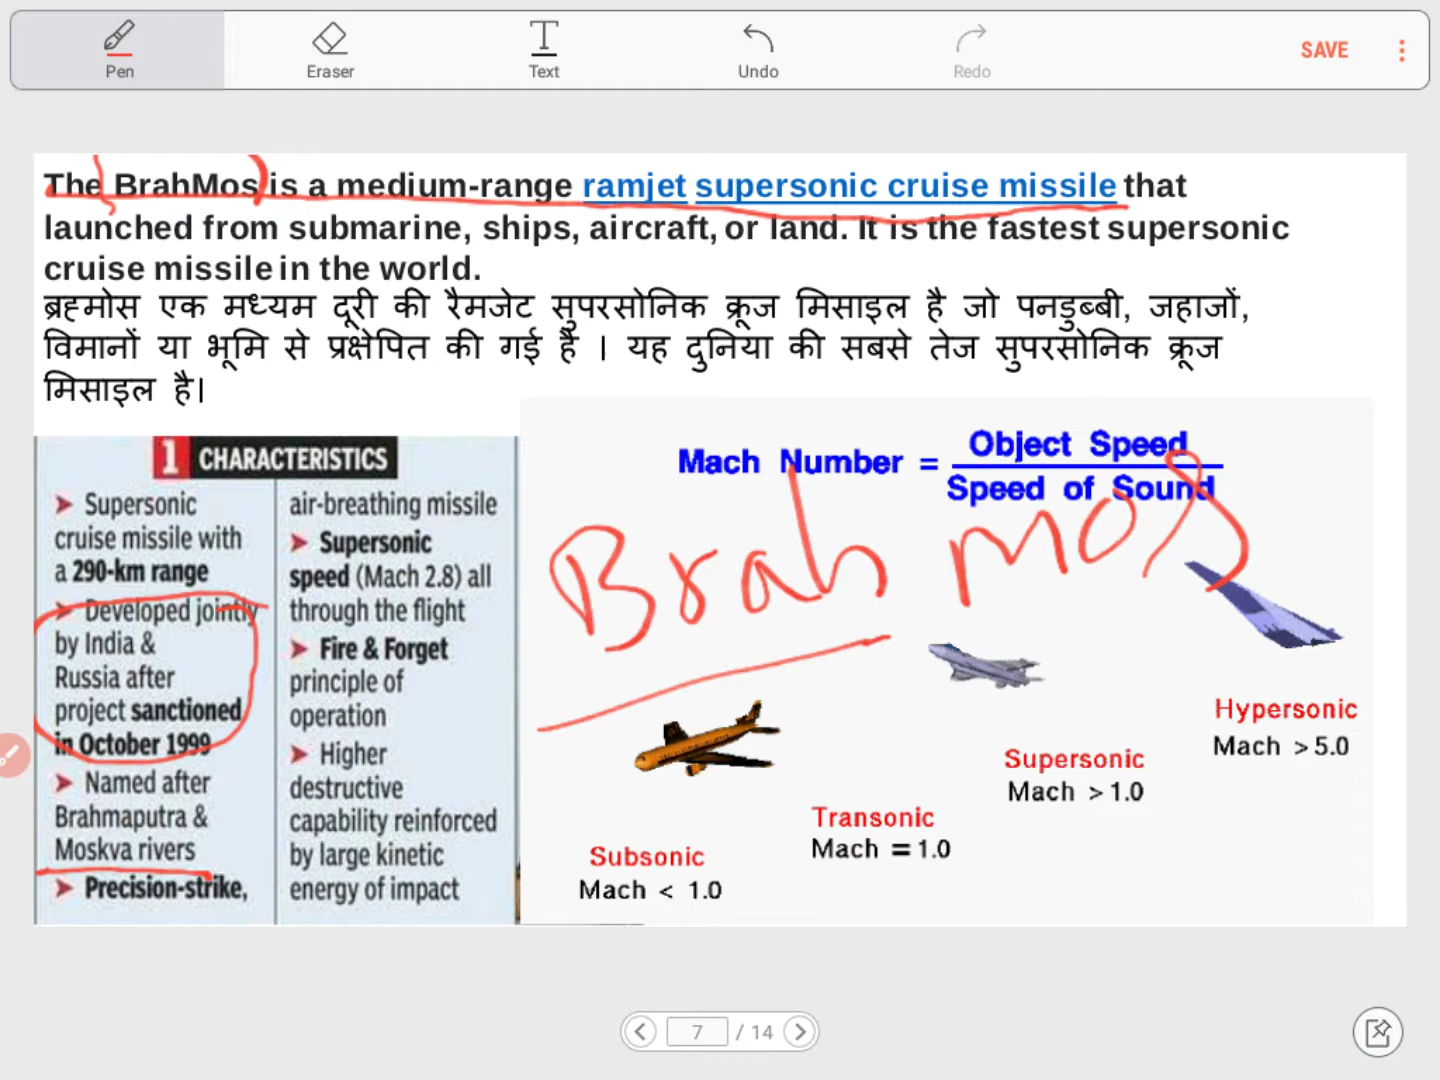 Pen
Eraser
Text
Undo
Redo
SAVE
The BrahMos is a medium-range ramjet supersonic cruise missile that
launched from submarine, ships, aircraft, or land. It is the fastest supersonic
cruise missile in the world.
ब्रह्मोस एक मध्यम दूरी की रैमजेट सुपरसोनिक क्रूज मिसाइल है जो पनडुब्बी, जहाजों,
विमानों या भूमि से प्रक्षेपित की गई है । यह दुनिया की सबसे तेज सुपरसोनिक क्रूज
मिसाइल है।
1 CHARACTERISTICS
➤ Supersonic
cruise missile with
a 290-km range
➤ Developed jointly
by India &
Russia after
project sanctioned
in October 1999
➤ Named after
Brahmaputra &
Moskva rivers
➤ Precision-strike,
air-breathing missile
➤ Supersonic
speed (Mach 2.8) all
through the flight
➤ Fire & Forget
principle of
operation
➤ Higher
destructive
capability reinforced
by large kinetic
energy of impact
Mach Number = Object Speed
Speed of Sound
Brah mos
Hypersonic
Mach > 5.0
Supersonic
Mach > 1.0
Transonic
Mach = 1.0
Subsonic
Mach < 1.0
7 / 14